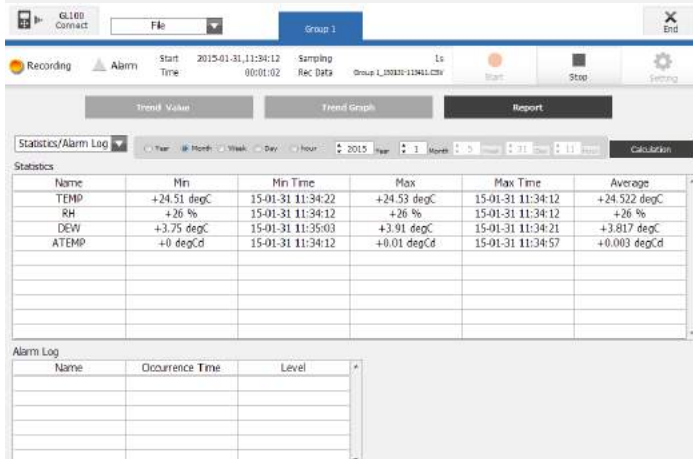 GL100
Connect
File
Group 1
End
Recording
Alarm
Start 2015-01-31,11:34:12 Sampling 1s
Time 00:01:02 Rec Data Group 1_150131-113411.CSV
Start
Stop
Setting
Trend Value
Trend Graph
Report
Statistics/Alarm Log
Year Month Week Day hour 2015 Year 1 Month 5 31 11
Calculation
Statistics
Name Min Min Time Max Max Time Average
TEMP +24.51 degC 15-01-31 11:34:22 +24.53 degC 15-01-31 11:34:12 +24.522 degC
RH +26 % 15-01-31 11:34:12 +26 % 15-01-31 11:34:12 +26 %
DEW +3.75 degC 15-01-31 11:35:03 +3.91 degC 15-01-31 11:34:21 +3.817 degC
ATEMP +0 degCd 15-01-31 11:34:12 +0.01 degCd 15-01-31 11:34:57 +0.003 degCd
Alarm Log
Name Occurrence Time Level